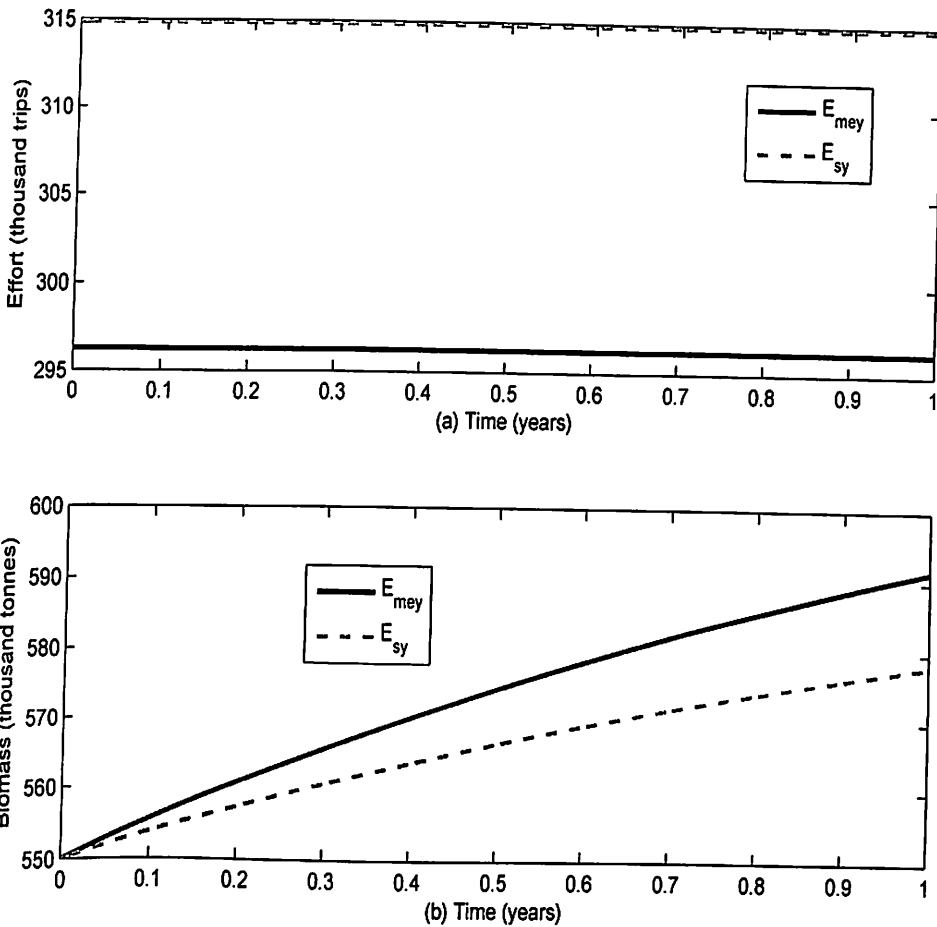 315
310
305
300
295
Effort (thousand trips)
E_mey
E_sy
0 0.1 0.2 0.3 0.4 0.5 0.6 0.7 0.8 0.9 1
(a) Time (years)
600
590
580
570
560
550
Biomass (thousand tonnes)
E_mey
E_sy
0 0.1 0.2 0.3 0.4 0.5 0.6 0.7 0.8 0.9 1
(b) Time (years)